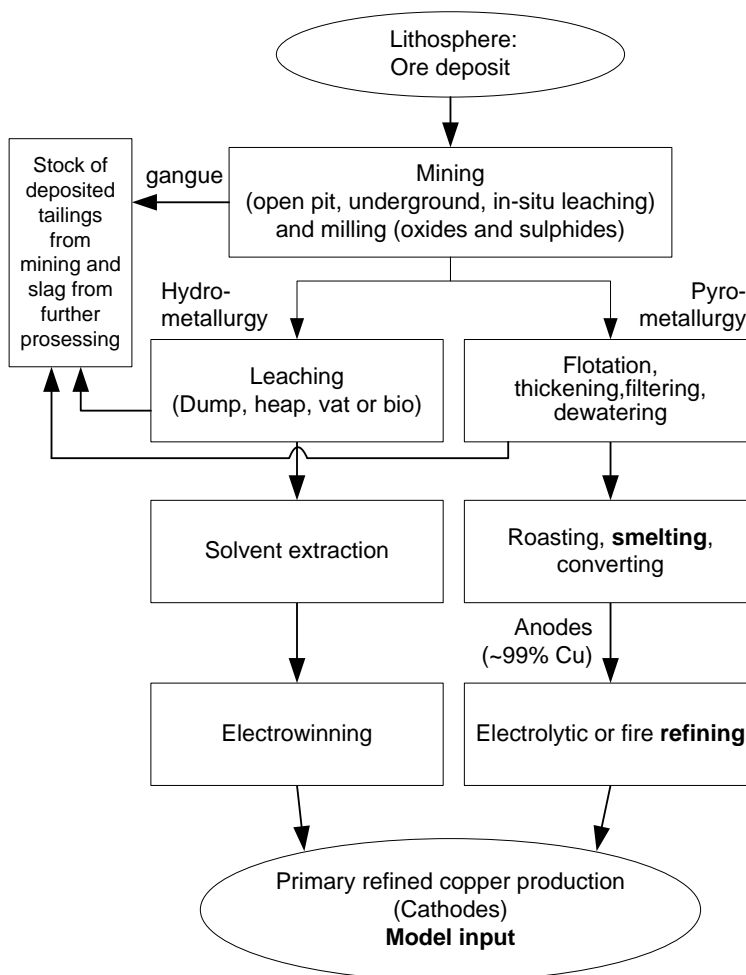 Lithosphere:
Ore deposit
Stock of
deposited
tailings
from
mining and
slag from
further
prosessing
gangue
Mining
(open pit, underground, in-situ leaching)
and milling (oxides and sulphides)
Hydro-
metallurgy
Pyro-
metallurgy
Leaching
(Dump, heap, vat or bio)
Flotation,
thickening,filtering,
dewatering
Solvent extraction
Roasting, smelting,
converting
Anodes
(~99% Cu)
Electrowinning
Electrolytic or fire refining
Primary refined copper production
(Cathodes)
Model input